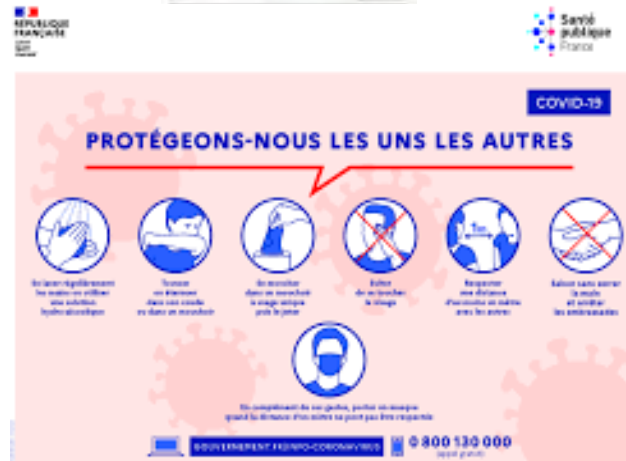 RÉPUBLIQUE
FRANÇAISE
Santé
publique
France
COVID-19
PROTÉGEONS-NOUS LES UNS LES AUTRES
Se laver régulièrement
les mains ou utiliser
une solution
hydro-alcoolique
Tousser
ou éternuer
dans son coude
ou dans un mouchoir
Se moucher
dans un mouchoir
à usage unique
puis le jeter
Éviter
de se toucher
le visage
Respecter
une distance
d'au moins un mètre
avec les autres
Saluer sans serrer
la main
et arrêter
les embrassades
En complément de ces gestes, porter un masque
quand la distance d'un mètre ne peut pas être respectée
GOUVERNEMENT.FR/INFO-CORONAVIRUS
0 800 130 000
(appel gratuit)